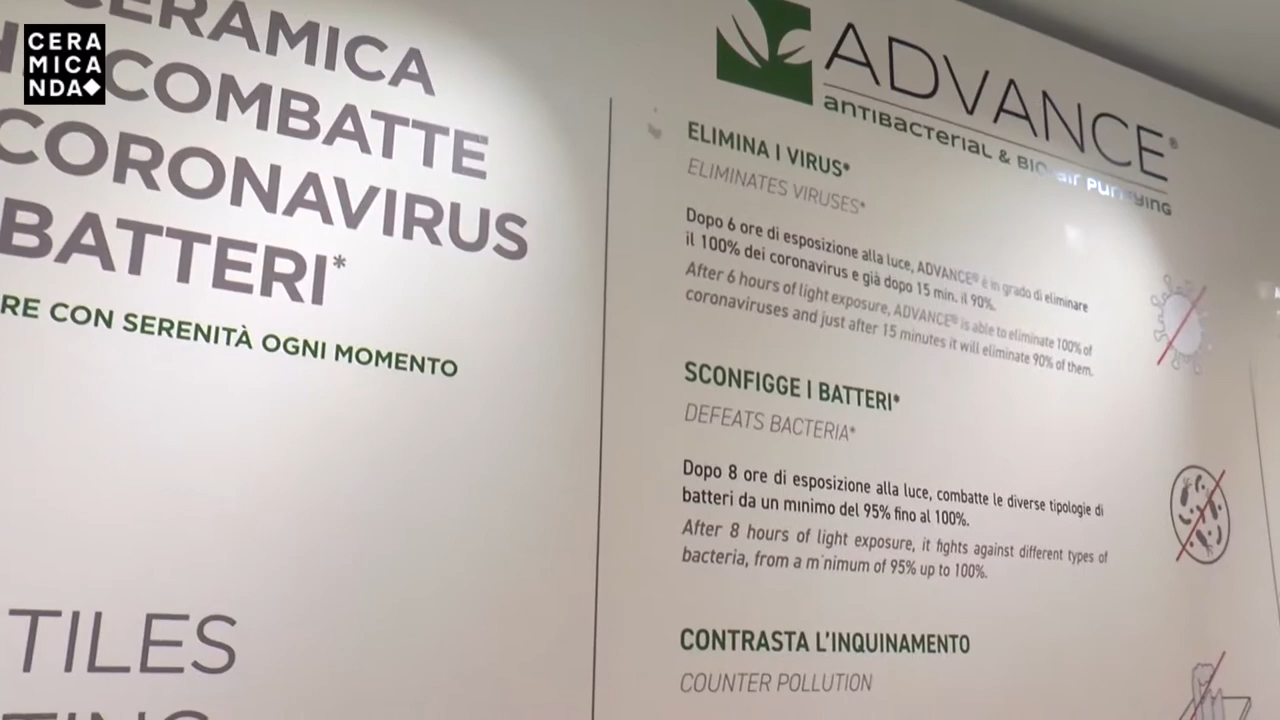 CERA
MICA
NDA
CERAMICA
COMBATTE
CORONAVIRUS
BATTERI*
RE CON SERENITÀ OGNI MOMENTO
TILES
ADVANCE®
ANTIBACTERIAL & BIO air PURIFYING
ELIMINA I VIRUS*
ELIMINATES VIRUSES*
Dopo 6 ore di esposizione alla luce, ADVANCE® è in grado di eliminare
il 100% dei coronavirus e già dopo 15 min. il 90%.
After 6 hours of light exposure, ADVANCE® is able to eliminate 100% of
coronaviruses and just after 15 minutes it will eliminate 90% of them.
SCONFIGGE I BATTERI*
DEFEATS BACTERIA*
Dopo 8 ore di esposizione alla luce, combatte le diverse tipologie di
batteri da un minimo del 95% fino al 100%.
After 8 hours of light exposure, it fights against different types of
bacteria, from a minimum of 95% up to 100%.
CONTRASTA L'INQUINAMENTO
COUNTER POLLUTION